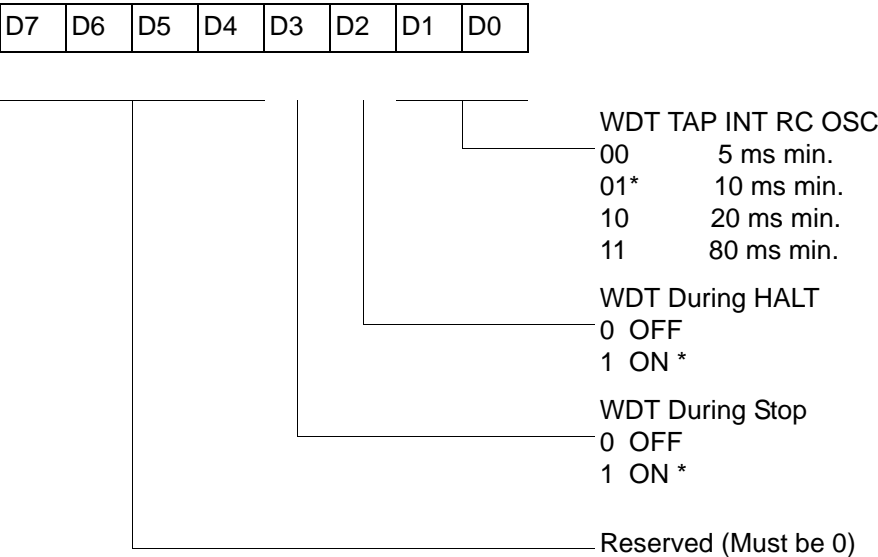 D7 D6 D5 D4 D3 D2 D1 D0
WDT TAP INT RC OSC
00 5 ms min.
01* 10 ms min.
10 20 ms min.
11 80 ms min.
WDT During HALT
0 OFF
1 ON *
WDT During Stop
0 OFF
1 ON *
Reserved (Must be 0)